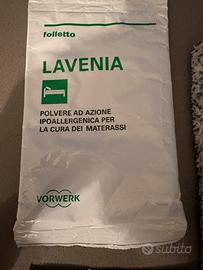 folletto
LAVENIA
POLVERE AD AZIONE
IPOALLERGENICA PER
LA CURA DEI MATERASSI
VORWERK
subito